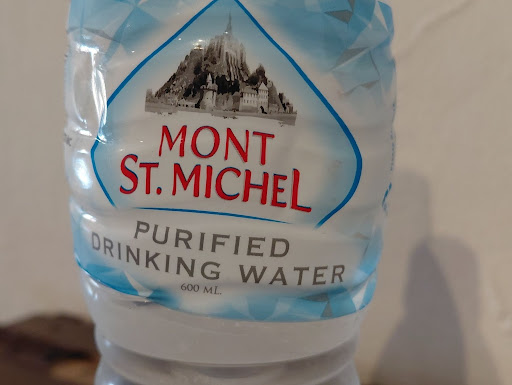 MONT
ST. MICHEL
PURIFIED
DRINKING WATER
600 ML.